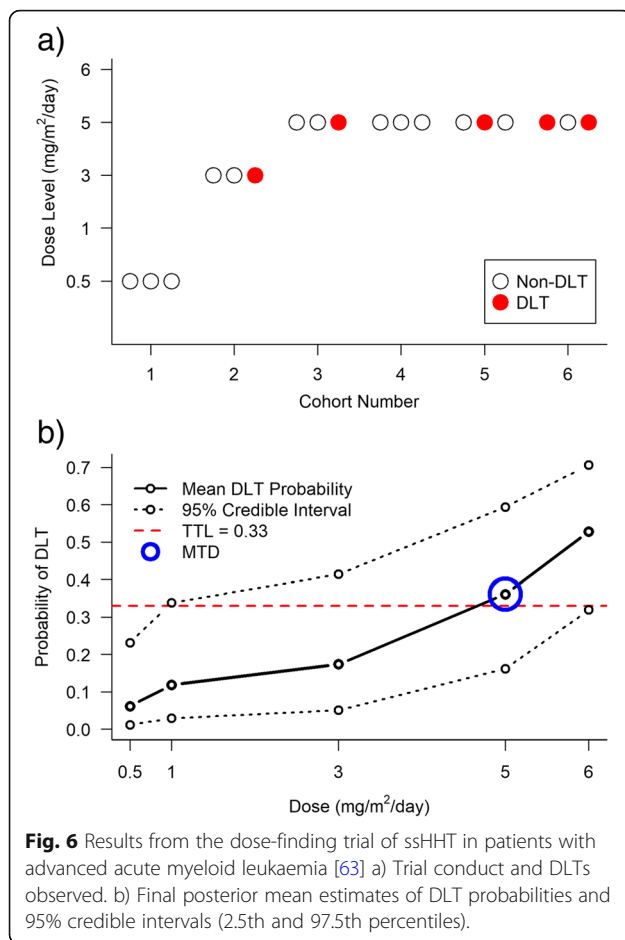 a)
Dose Level (mg/m²/day)
6
5
3
1
0.5
Non-DLT
DLT
1 2 3 4 5 6
Cohort Number
b)
Probability of DLT
0.7
0.6
0.5
0.4
0.3
0.2
0.1
0.0
Mean DLT Probability
95% Credible Interval
TTL = 0.33
MTD
0.5 1 3 5 6
Dose (mg/m²/day)
Fig. 6 Results from the dose-finding trial of ssHHT in patients with
advanced acute myeloid leukaemia [63] a) Trial conduct and DLTs
observed. b) Final posterior mean estimates of DLT probabilities and
95% credible intervals (2.5th and 97.5th percentiles).